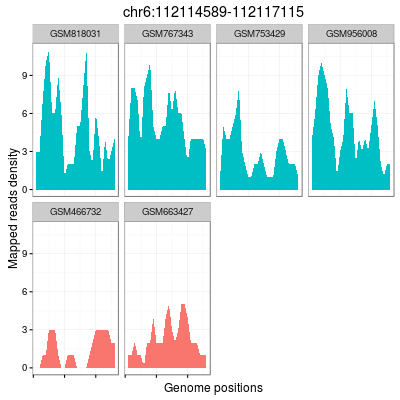 chr6:112114589-112117115
GSM818031 GSM767343 GSM753429 GSM956008
9
6
3
0
Mapped reads density
GSM466732 GSM663427
9
6
3
0
Genome positions